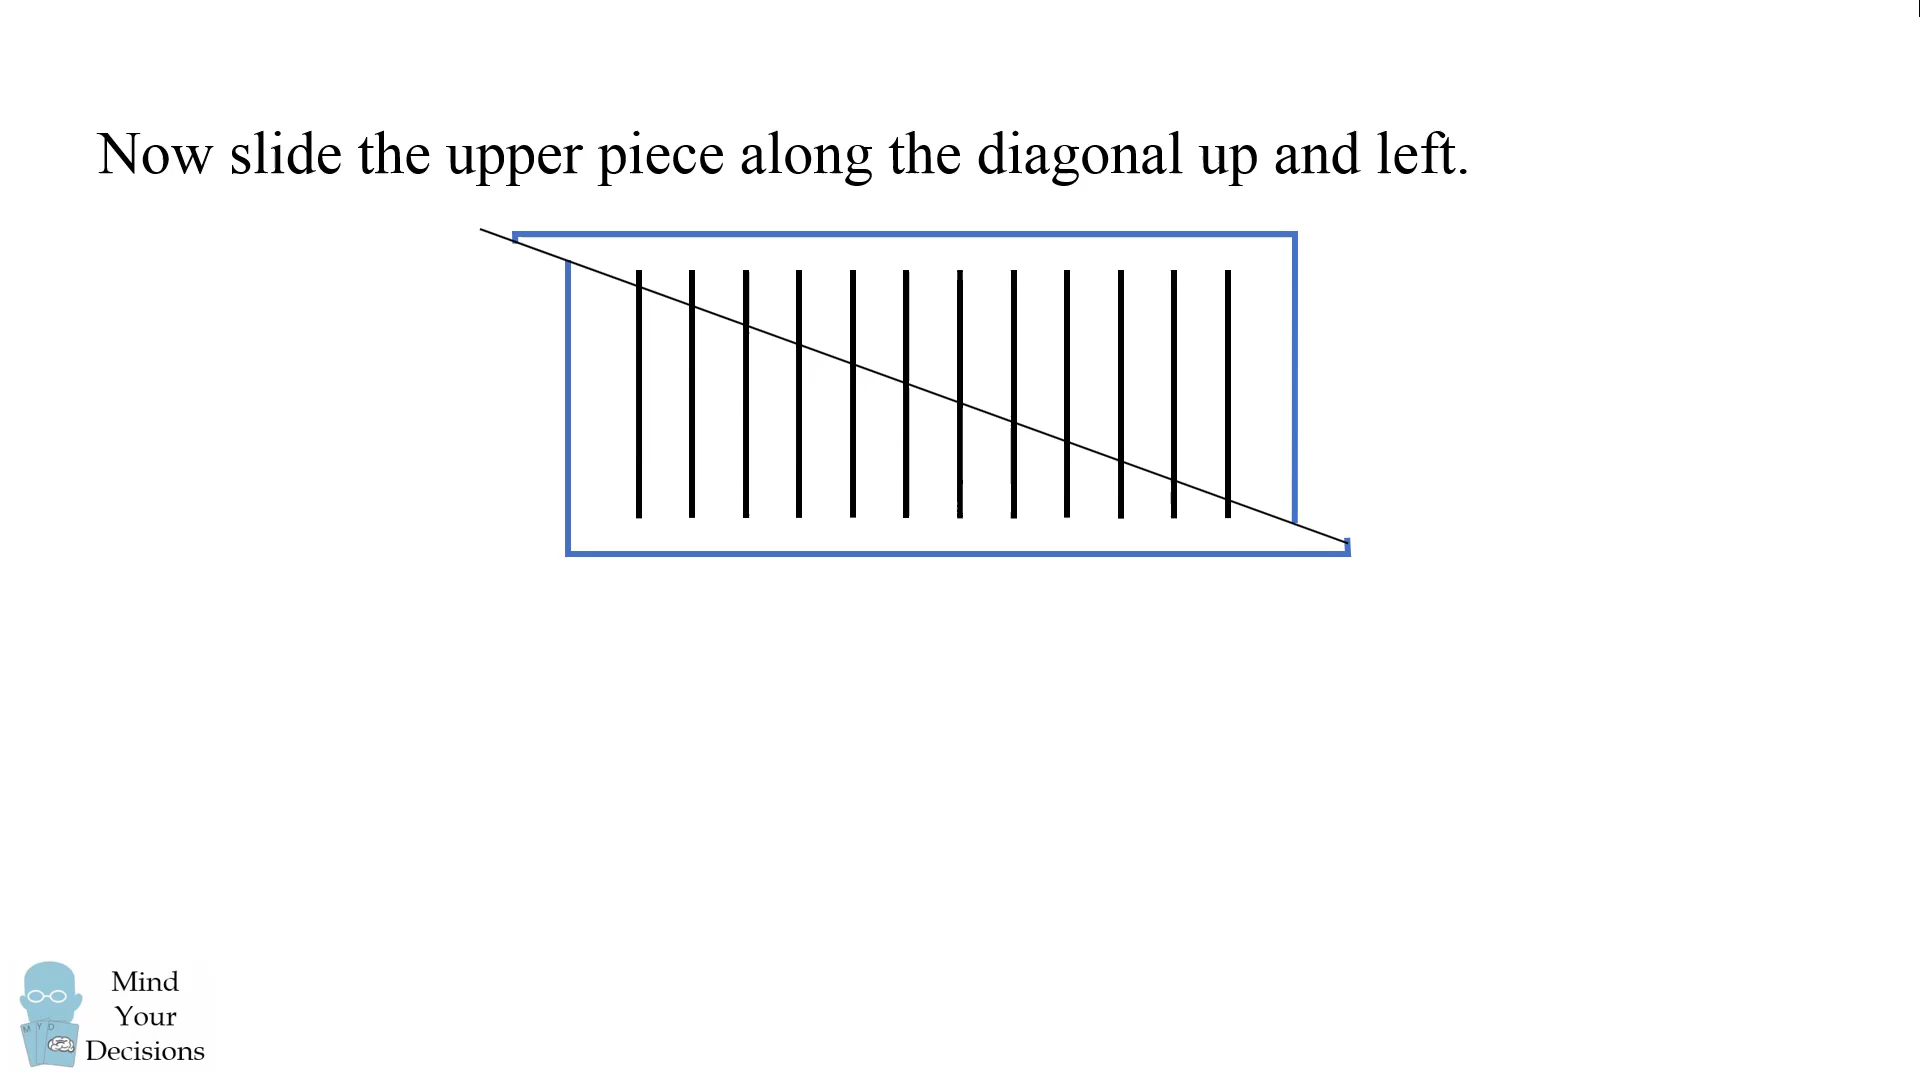 Now slide the upper piece along the diagonal up and left.
M Y D
Mind
Your
Decisions